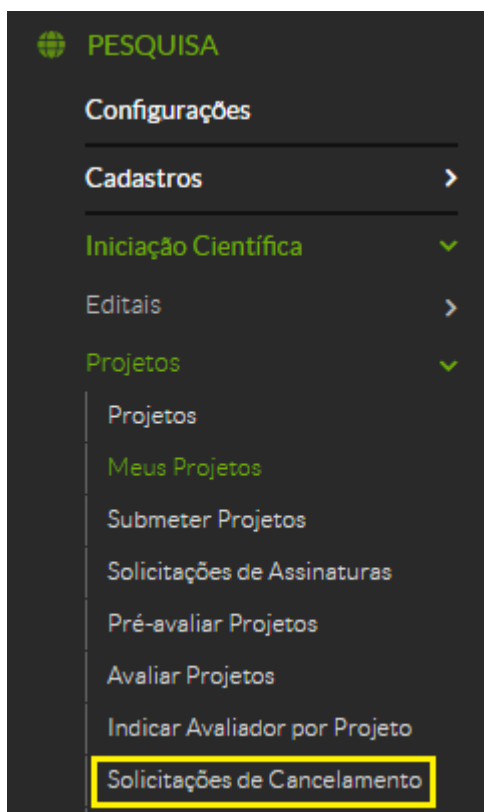 PESQUISA
Configurações
Cadastros
Iniciação Científica
Editais
Projetos
Projetos
Meus Projetos
Submeter Projetos
Solicitações de Assinaturas
Pré-avaliar Projetos
Avaliar Projetos
Indicar Avaliador por Projeto
Solicitações de Cancelamento